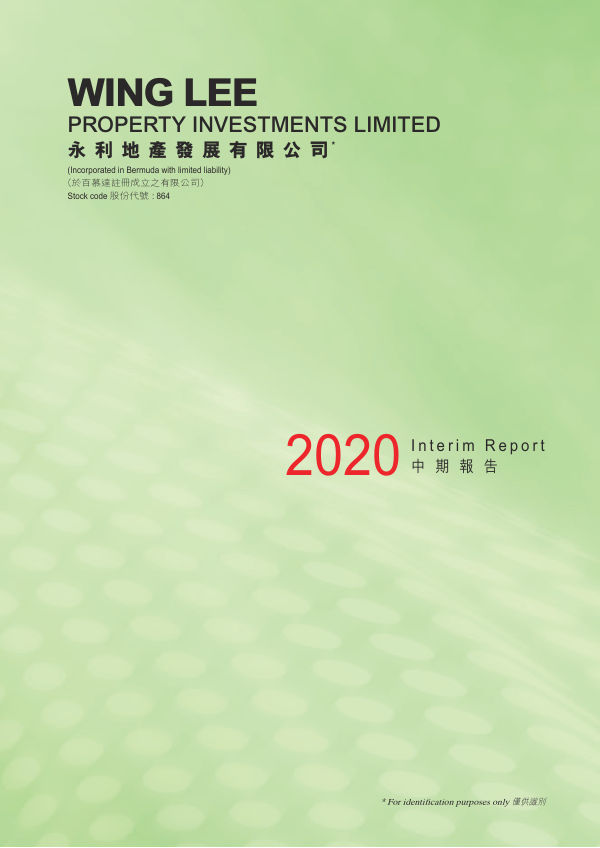 WING LEE
PROPERTY INVESTMENTS LIMITED
永利地產發展有限公司*
(Incorporated in Bermuda with limited liability)
(於百慕達註冊成立之有限公司)
Stock code 股份代號 : 864
2020 Interim Report
中期報告
* For identification purposes only 僅供識別